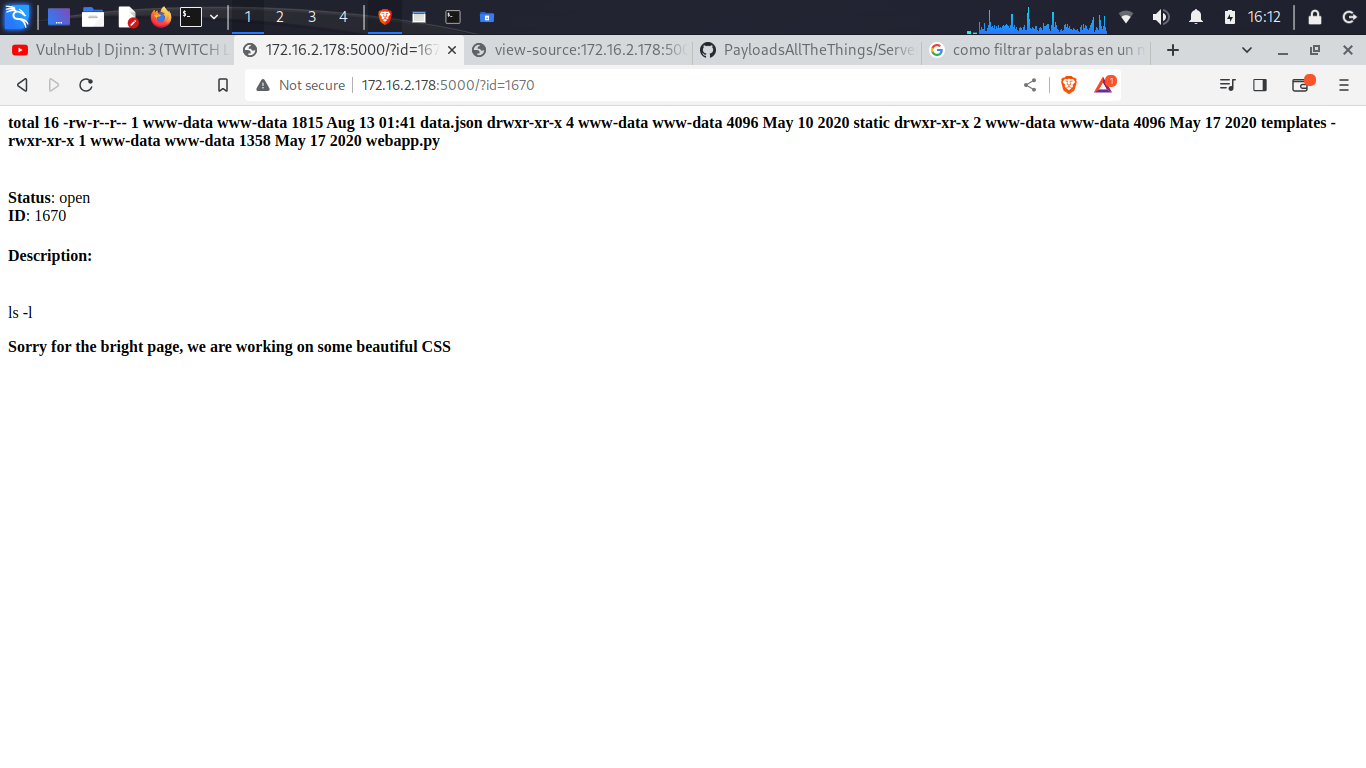 1 2 3 4 16:12
VulnHub | Djinn: 3 (TWITCH L 172.16.2.178:5000/?id=167 view-source:172.16.2.178:500 PayloadsAllTheThings/Serve como filtrar palabras en un n
Not secure 172.16.2.178:5000/?id=1670 1
total 16 -rw-r--r-- 1 www-data www-data 1815 Aug 13 01:41 data.json drwxr-xr-x 4 www-data www-data 4096 May 10 2020 static drwxr-xr-x 2 www-data www-data 4096 May 17 2020 templates -
rwxr-xr-x 1 www-data www-data 1358 May 17 2020 webapp.py
Status: open
ID: 1670
Description:
ls -l
Sorry for the bright page, we are working on some beautiful CSS